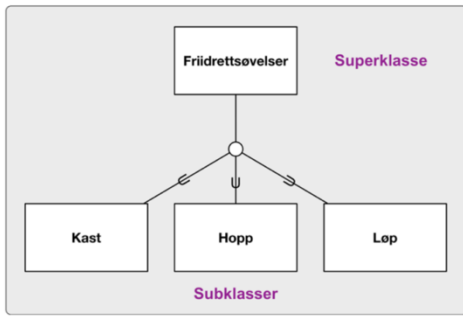 Friidrettsøvelser
Superklasse
Kast
Hopp
Løp
Subklasser